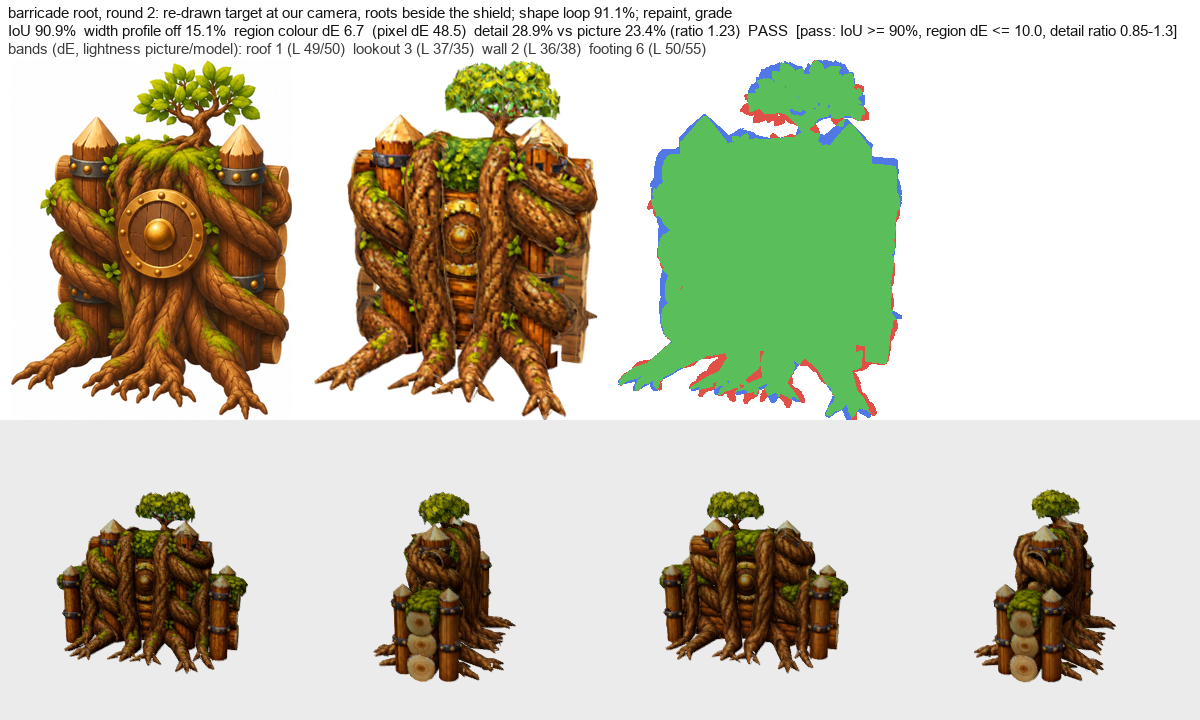 barricade root, round 2: re-drawn target at our camera, roots beside the shield; shape loop 91.1%; repaint, grade
IoU 90.9%  width profile off 15.1%  region colour dE 6.7  (pixel dE 48.5)  detail 28.9% vs picture 23.4% (ratio 1.23)  PASS  [pass: IoU >= 90%, region dE <= 10.0, detail ratio 0.85-1.3]
bands (dE, lightness picture/model): roof 1 (L 49/50)  lookout 3 (L 37/35)  wall 2 (L 36/38)  footing 6 (L 50/55)